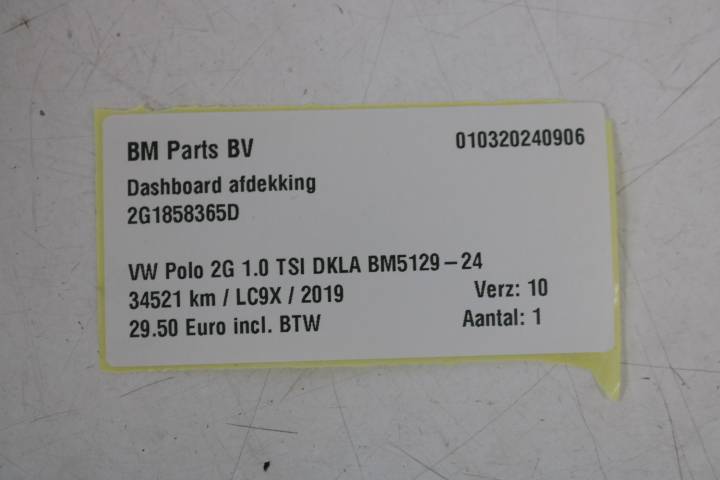 BM Parts BV 010320240906
Dashboard afdekking
2G1858365D
VW Polo 2G 1.0 TSI DKLA BM5129-24
34521 km / LC9X / 2019 Verz: 10
29.50 Euro incl. BTW Aantal: 1